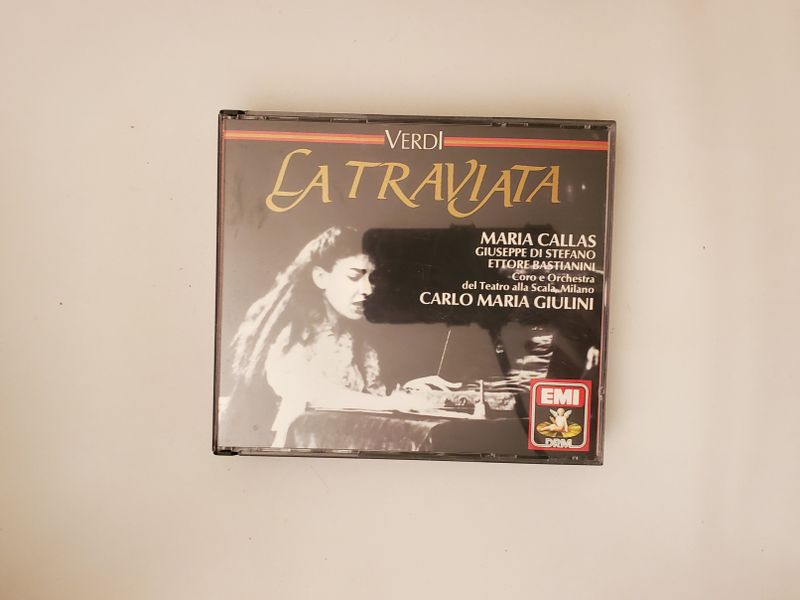 VERDI
LA TRAVIATA
MARIA CALLAS
GIUSEPPE DI STEFANO
ETTORE BASTIANINI
Coro e Orchestra
del Teatro alla Scala, Milano
CARLO MARIA GIULINI
EMI
DRM